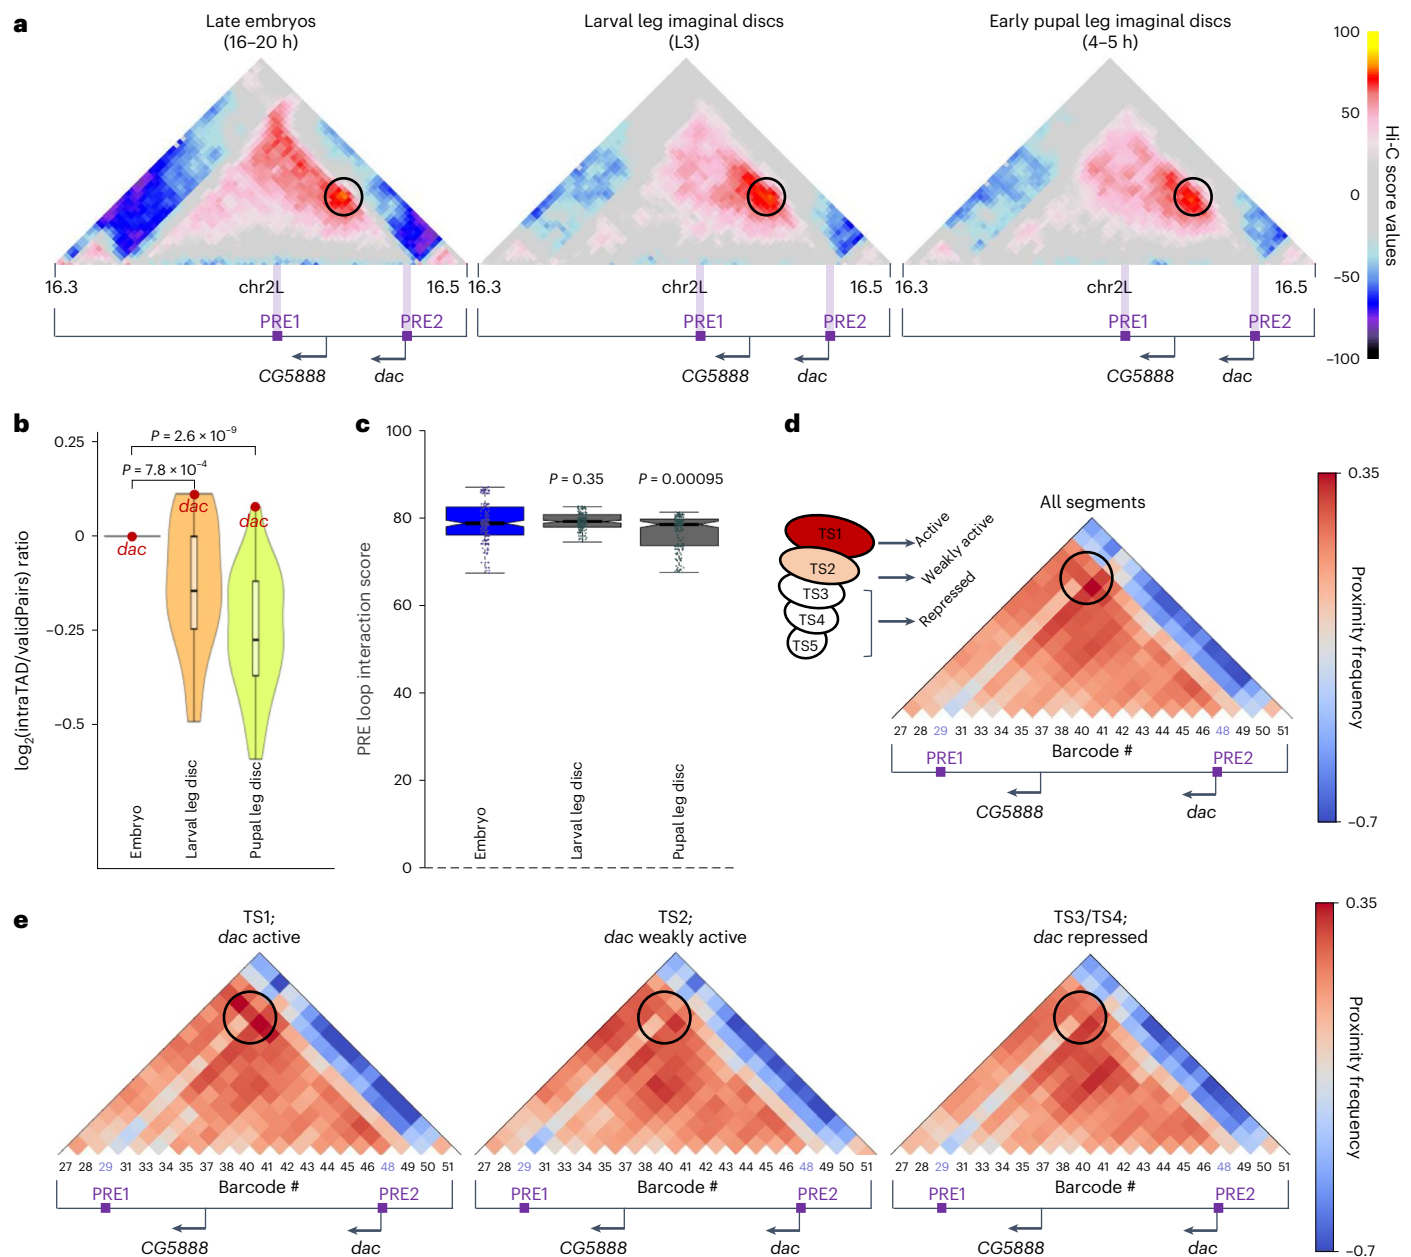 a
Late embryos
(16–20 h)
Larval leg imaginal discs
(L3)
Early pupal leg imaginal discs
(4–5 h)
100
50
0
−50
−100
Hi-C score values
16.3
chr2L
16.5
16.3
chr2L
16.5
16.3
chr2L
16.5
PRE1
PRE2
PRE1
PRE2
PRE1
PRE2
CG5888
dac
CG5888
dac
CG5888
dac
b
log2(intraTAD/validPairs) ratio
0.25
0
−0.25
−0.5
P = 2.6 × 10−9
P = 7.8 × 10−4
dac
dac
dac
Embryo
Larval leg disc
Pupal leg disc
c
PRE loop interaction score
100
80
60
40
20
0
P = 0.35
P = 0.00095
Embryo
Larval leg disc
Pupal leg disc
d
TS1
TS2
TS3
TS4
TS5
Active
Weakly active
Repressed
All segments
27 28 29 31 33 34 35 37 38 40 41 42 43 44 45 46 48 49 50 51
Barcode #
PRE1
PRE2
CG5888
dac
0.35
−0.7
Proximity frequency
e
TS1;
dac active
TS2;
dac weakly active
TS3/TS4;
dac repressed
27 28 29 31 33 34 35 37 38 40 41 42 43 44 45 46 48 49 50 51
27 28 29 31 33 34 35 37 38 40 41 42 43 44 45 46 48 49 50 51
27 28 29 31 33 34 35 37 38 40 41 42 43 44 45 46 48 49 50 51
PRE1
Barcode #
PRE2
PRE1
Barcode #
PRE2
PRE1
Barcode #
PRE2
CG5888
dac
CG5888
dac
CG5888
dac
0.35
−0.7
Proximity frequency